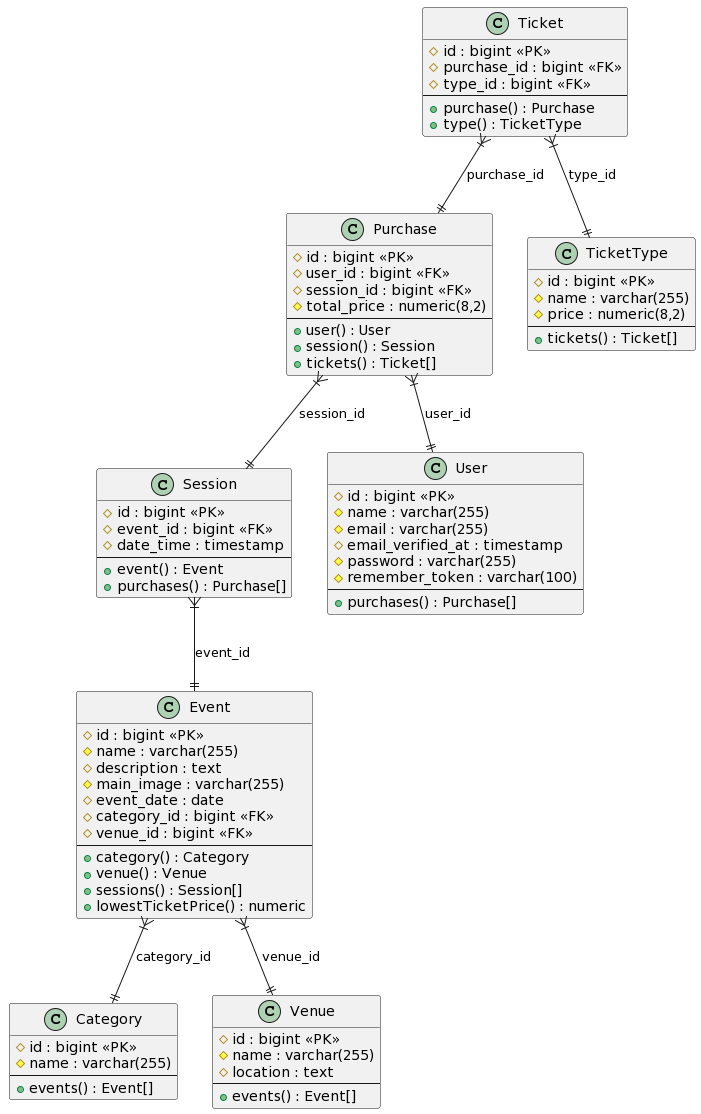 C Ticket
id : bigint «PK»
purchase_id : bigint «FK»
type_id : bigint «FK»
purchase() : Purchase
type() : TicketType
purchase_id
type_id
C Purchase
id : bigint «PK»
user_id : bigint «FK»
session_id : bigint «FK»
total_price : numeric(8,2)
user() : User
session() : Session
tickets() : Ticket[]
C TicketType
id : bigint «PK»
name : varchar(255)
price : numeric(8,2)
tickets() : Ticket[]
session_id
user_id
C Session
id : bigint «PK»
event_id : bigint «FK»
date_time : timestamp
event() : Event
purchases() : Purchase[]
C User
id : bigint «PK»
name : varchar(255)
email : varchar(255)
email_verified_at : timestamp
password : varchar(255)
remember_token : varchar(100)
purchases() : Purchase[]
event_id
C Event
id : bigint «PK»
name : varchar(255)
description : text
main_image : varchar(255)
event_date : date
category_id : bigint «FK»
venue_id : bigint «FK»
category() : Category
venue() : Venue
sessions() : Session[]
lowestTicketPrice() : numeric
category_id
venue_id
C Category
id : bigint «PK»
name : varchar(255)
events() : Event[]
C Venue
id : bigint «PK»
name : varchar(255)
location : text
events() : Event[]